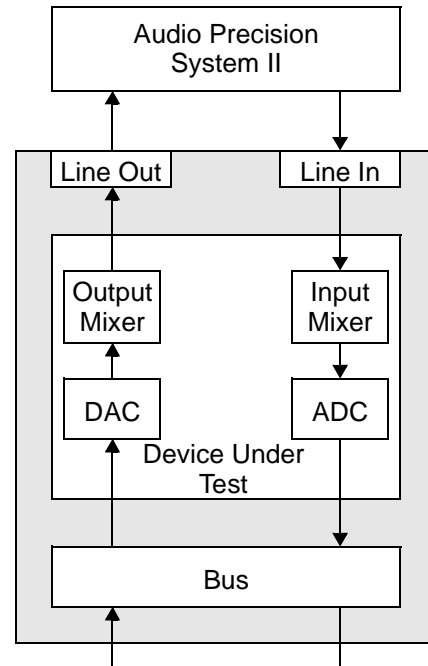 Audio Precision
System II
Line Out
Line In
Output
Mixer
Input
Mixer
DAC
ADC
Device Under
Test
Bus